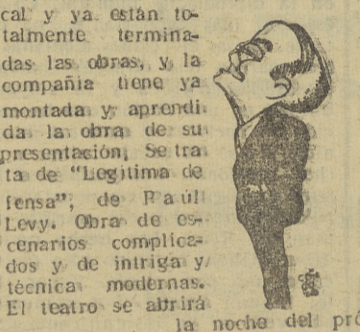 cal y ya están to-
talmente termina-
das las obras, y la
compañía tiene ya
montada y aprendi-
da la obra de su
presentación. Se tra
ta de "Legítima de
fensa", de Paúl
Levy. Obra de es-
cenarios complica-
dos y de intriga y
técnica modernas.
El teatro se abrirá
la noche del pró